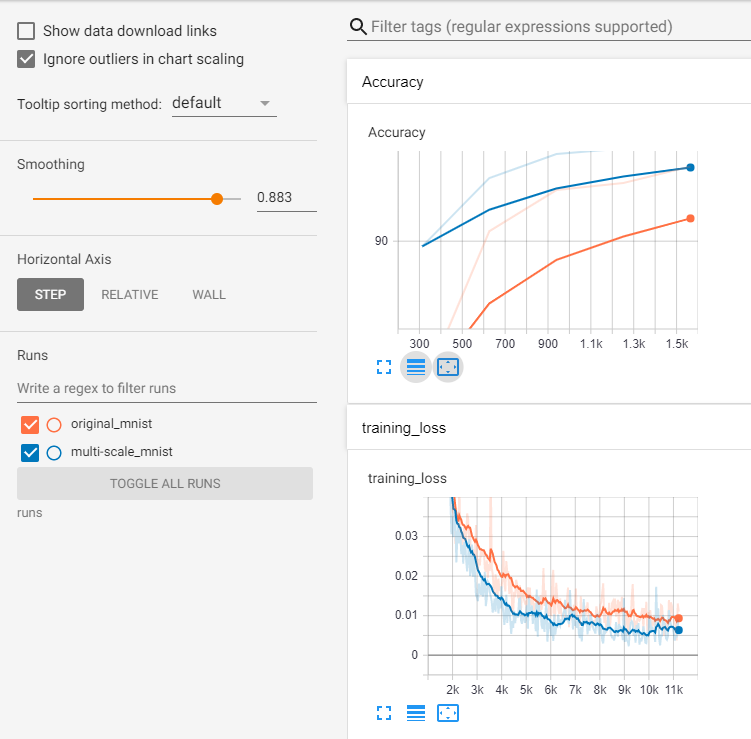 Show data download links
Ignore outliers in chart scaling
Tooltip sorting method: default
Smoothing
0.883
Horizontal Axis
STEP RELATIVE WALL
Runs
Write a regex to filter runs
original_mnist
multi-scale_mnist
TOGGLE ALL RUNS
runs
Filter tags (regular expressions supported)
Accuracy
Accuracy
90
300 500 700 900 1.1k 1.3k 1.5k
training_loss
training_loss
0.03
0.02
0.01
0
2k 3k 4k 5k 6k 7k 8k 9k 10k 11k